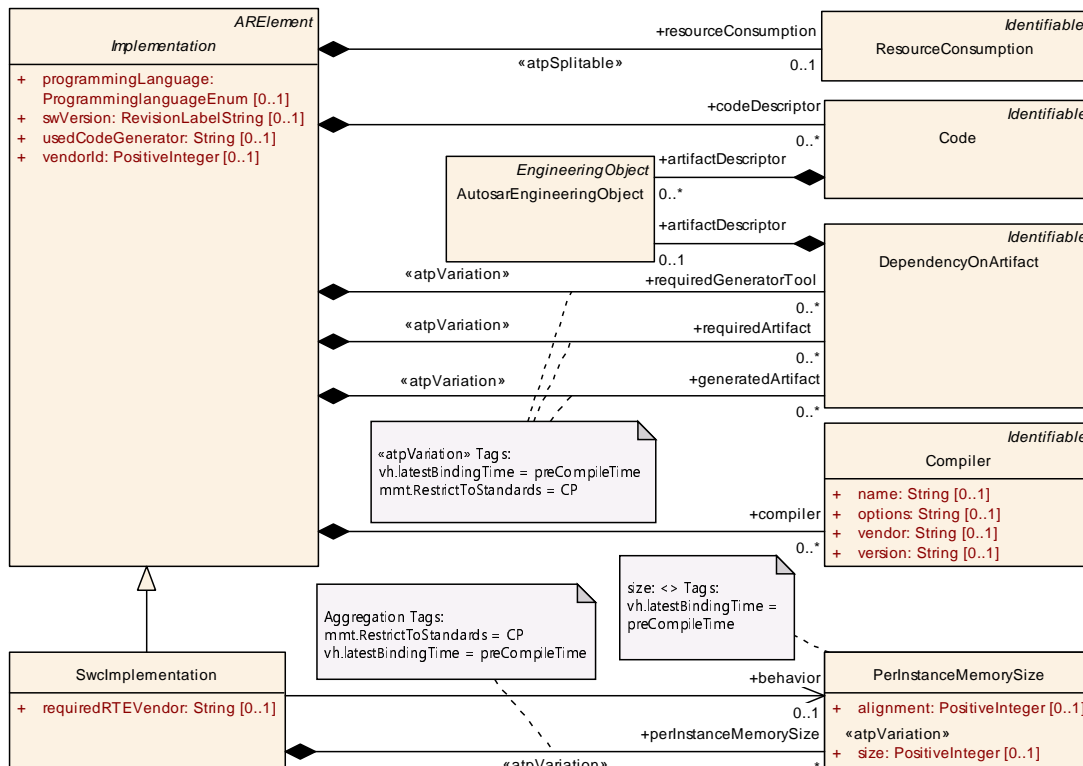 ARElement
Implementation
+ programmingLanguage:
ProgramminglanguageEnum [0..1]
+ swVersion: RevisionLabelString [0..1]
+ usedCodeGenerator: String [0..1]
+ vendorId: PositiveInteger [0..1]
+resourceConsumption
«atpSplitable»
0..1
Identifiable
ResourceConsumption
+codeDescriptor
0..*
Identifiable
Code
EngineeringObject
AutosarEngineeringObject
+artifactDescriptor
0..*
+artifactDescriptor
0..1
Identifiable
DependencyOnArtifact
«atpVariation»
+requiredGeneratorTool
0..*
«atpVariation»
+requiredArtifact
0..*
«atpVariation»
+generatedArtifact
0..*
«atpVariation» Tags:
vh.latestBindingTime = preCompileTime
mmt.RestrictToStandards = CP
Identifiable
Compiler
+ name: String [0..1]
+ options: String [0..1]
+ vendor: String [0..1]
+ version: String [0..1]
+compiler
0..*
size: <> Tags:
vh.latestBindingTime =
preCompileTime
Aggregation Tags:
mmt.RestrictToStandards = CP
vh.latestBindingTime = preCompileTime
SwcImplementation
+ requiredRTEVendor: String [0..1]
+behavior
0..1
+perInstanceMemorySize
«atpVariation»
*
PerInstanceMemorySize
+ alignment: PositiveInteger [0..1]
«atpVariation»
+ size: PositiveInteger [0..1]